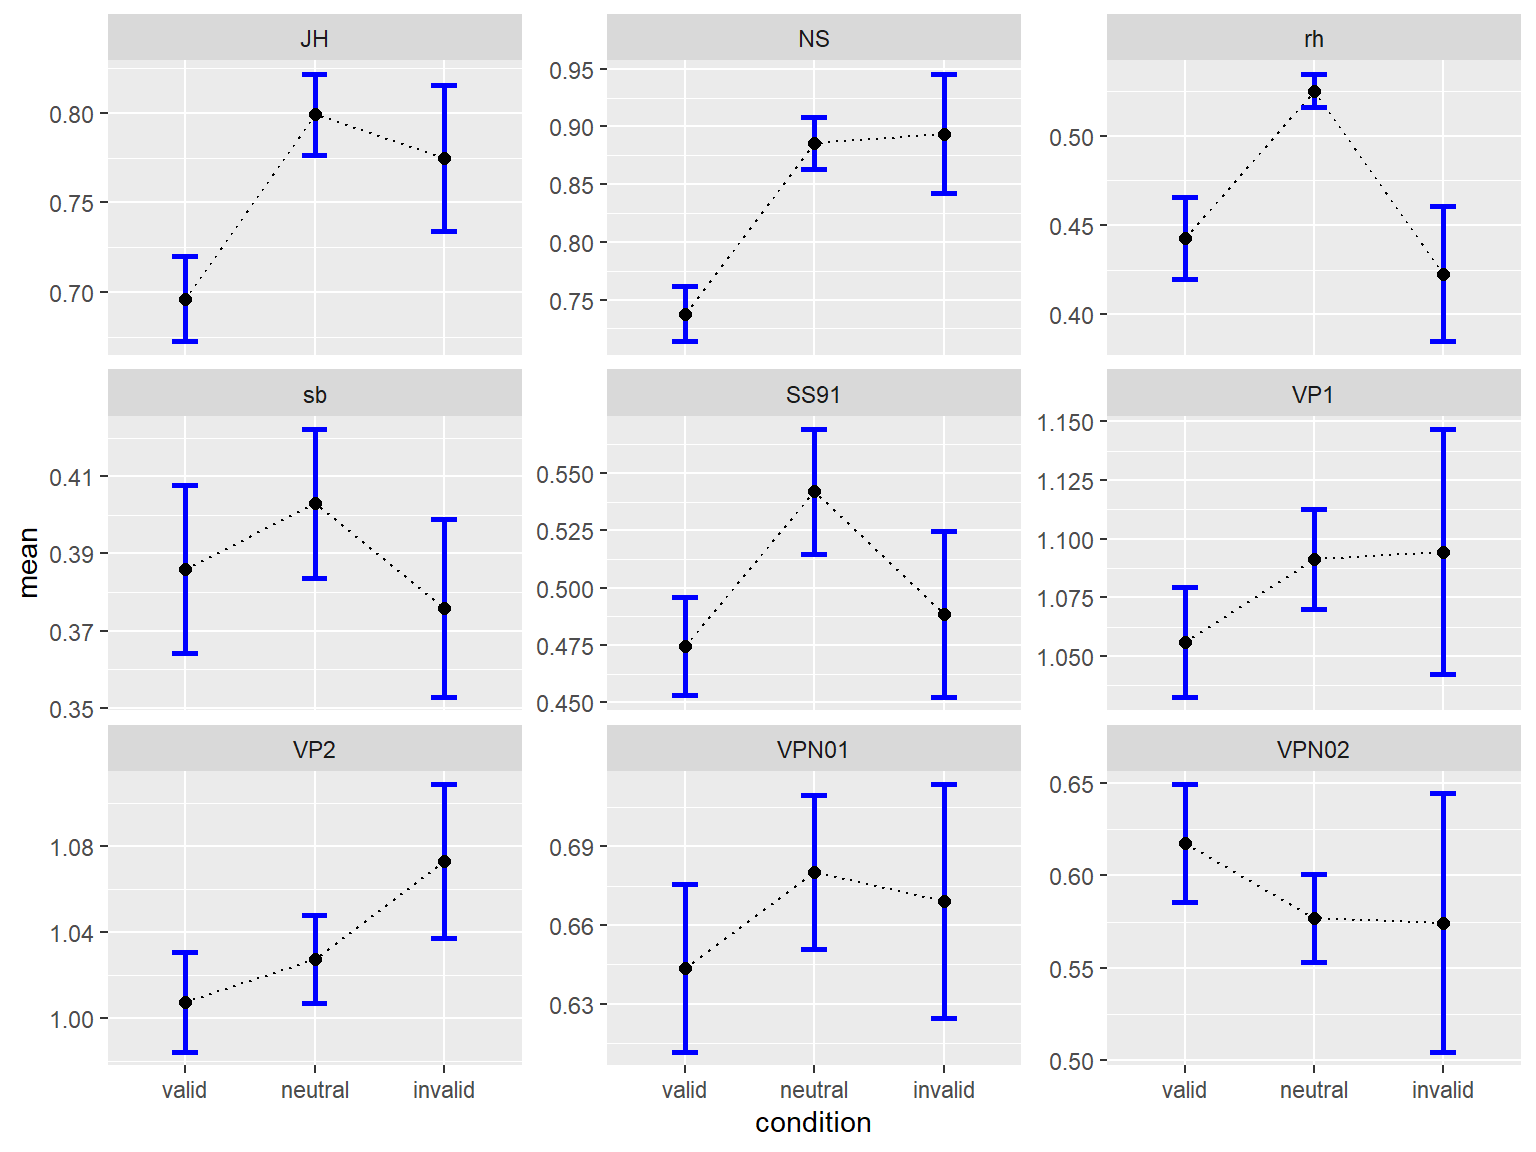 JH
NS
rh
0.80
0.75
0.70
0.95
0.90
0.85
0.80
0.75
0.50
0.45
0.40
sb
SS91
VP1
0.41
0.39
0.37
0.35
0.550
0.525
0.500
0.475
0.450
1.150
1.125
1.100
1.075
1.050
VP2
VPN01
VPN02
1.08
1.04
1.00
0.69
0.66
0.63
0.65
0.60
0.55
0.50
valid neutral invalid
valid neutral invalid
valid neutral invalid
mean
condition